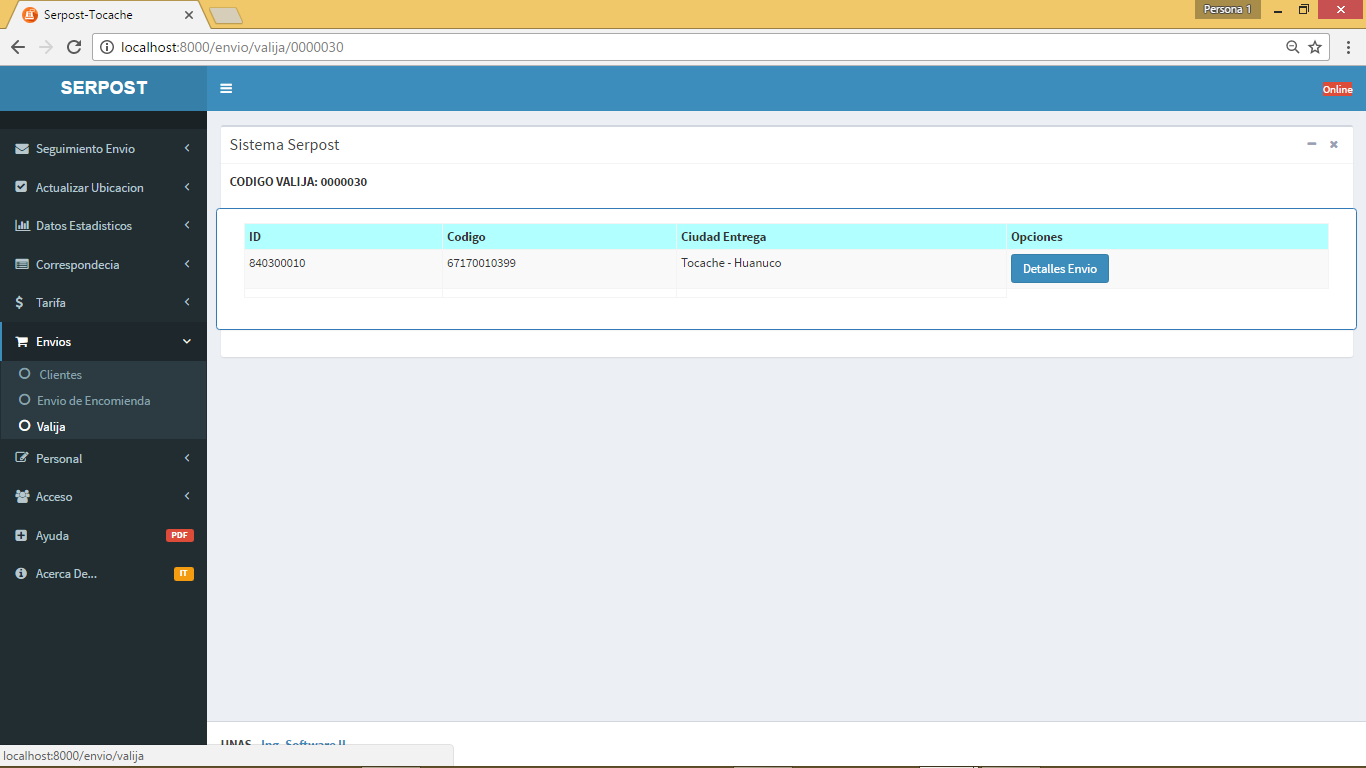 Serpost-Tocache
Persona 1
localhost:8000/envio/valija/0000030
SERPOST
Online
Seguimiento Envio
Actualizar Ubicacion
Datos Estadisticos
Correspondecia
Tarifa
Envios
Clientes
Envio de Encomienda
Valija
Personal
Acceso
Ayuda PDF
Acerca De... IT
Sistema Serpost
CODIGO VALIJA: 0000030
ID Codigo Ciudad Entrega Opciones
840300010 67170010399 Tocache - Huanuco Detalles Envio
UNAS - Ing. Software II
localhost:8000/envio/valija